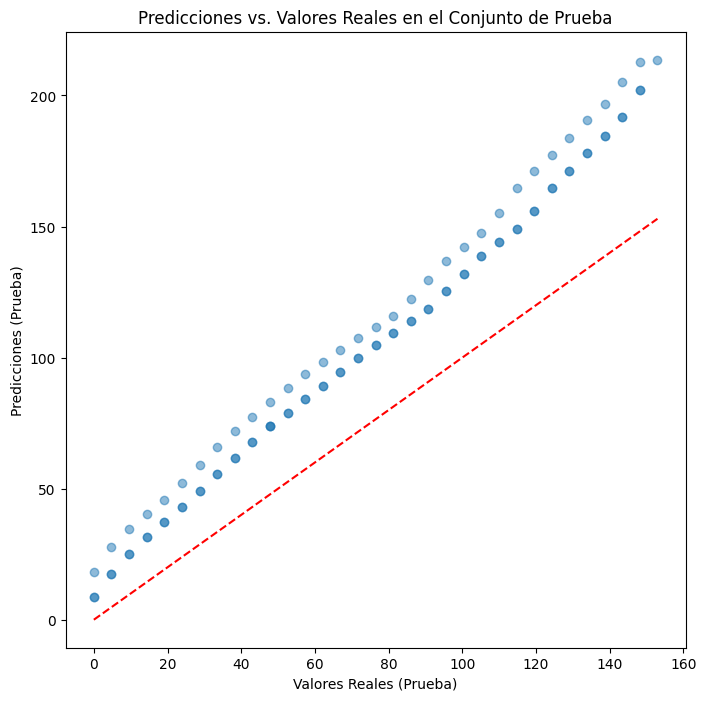 Predicciones vs. Valores Reales en el Conjunto de Prueba
Predicciones (Prueba)
200
150
100
50
0
0 20 40 60 80 100 120 140 160
Valores Reales (Prueba)